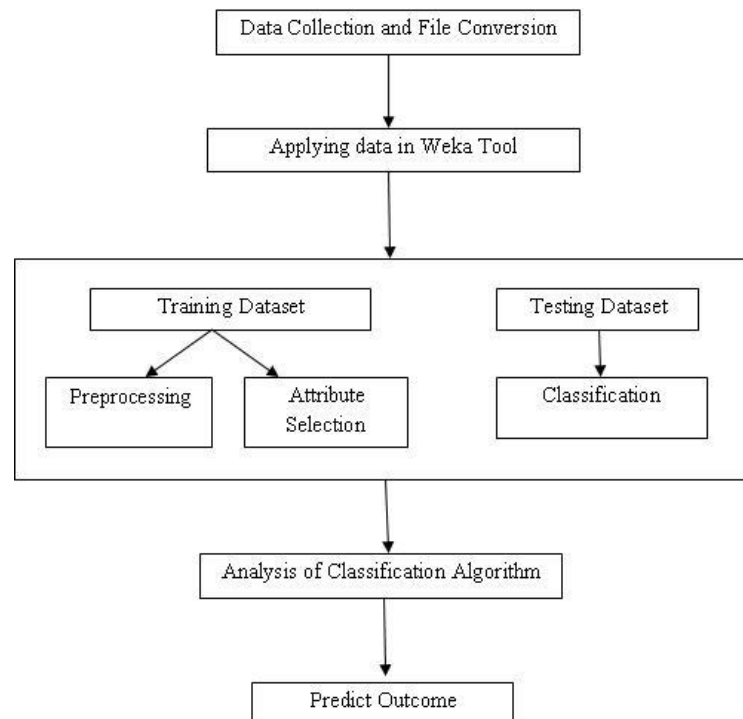 Data Collection and File Conversion
Applying data in Weka Tool
Training Dataset
Testing Dataset
Preprocessing
Attribute
Selection
Classification
Analysis of Classification Algorithm
Predict Outcome